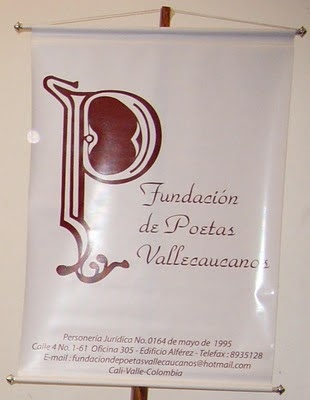 P
Fundación
de Poetas
Vallecaucanos
Personería Jurídica No. 0164 de mayo de 1995
Calle 4 No. 1-61 Oficina 305 - Edificio Alférez - Telefax : 8935128
E-mail : fundaciondepoetasvallecaucanos@hotmail.com
Cali-Valle-Colombia